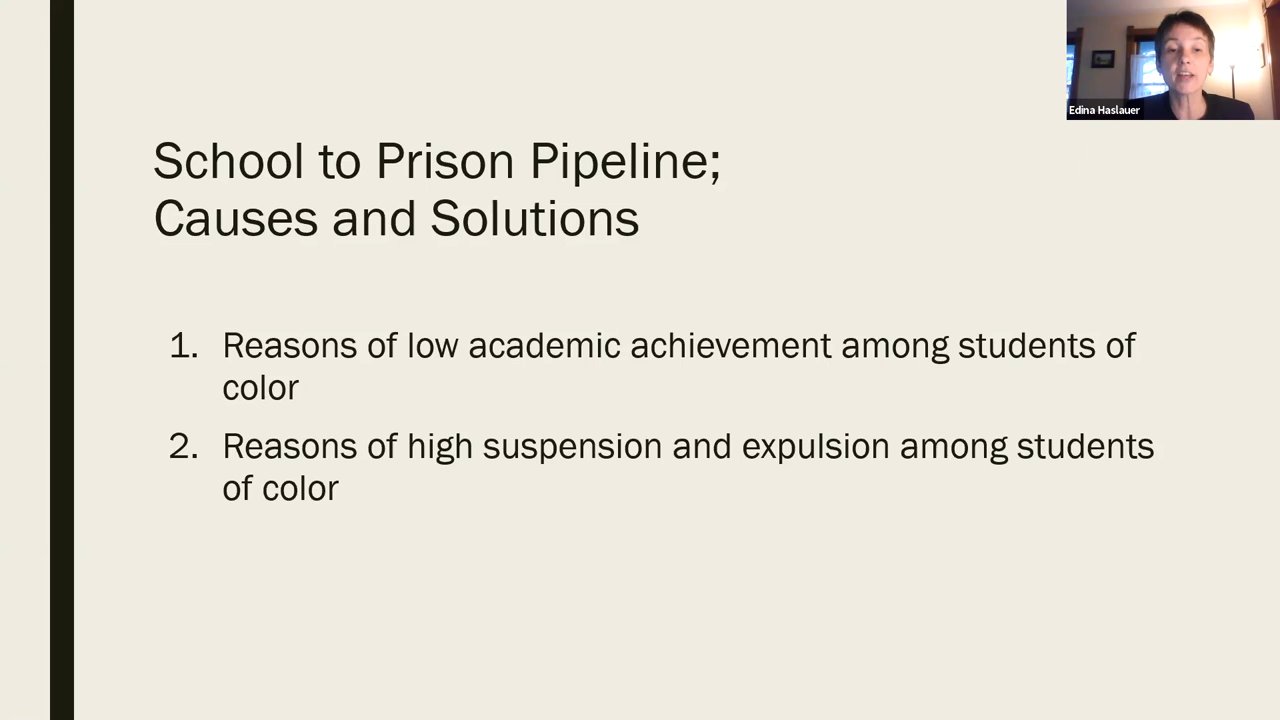 Edina Haslauer
School to Prison Pipeline;
Causes and Solutions
1. Reasons of low academic achievement among students of
color
2. Reasons of high suspension and expulsion among students
of color